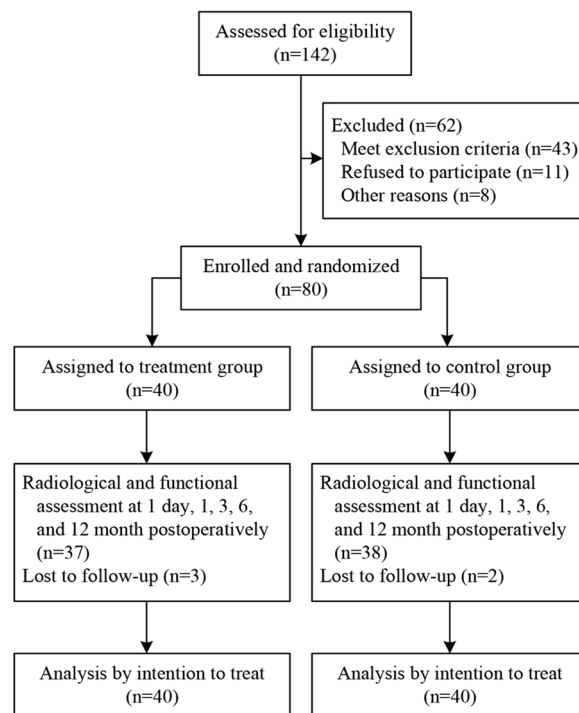 Assessed for eligibility
(n=142)
Excluded (n=62)
Meet exclusion criteria (n=43)
Refused to participate (n=11)
Other reasons (n=8)
Enrolled and randomized
(n=80)
Assigned to treatment group
(n=40)
Assigned to control group
(n=40)
Radiological and functional
assessment at 1 day, 1, 3, 6,
and 12 month postoperatively
(n=37)
Lost to follow-up (n=3)
Radiological and functional
assessment at 1 day, 1, 3, 6,
and 12 month postoperatively
(n=38)
Lost to follow-up (n=2)
Analysis by intention to treat
(n=40)
Analysis by intention to treat
(n=40)